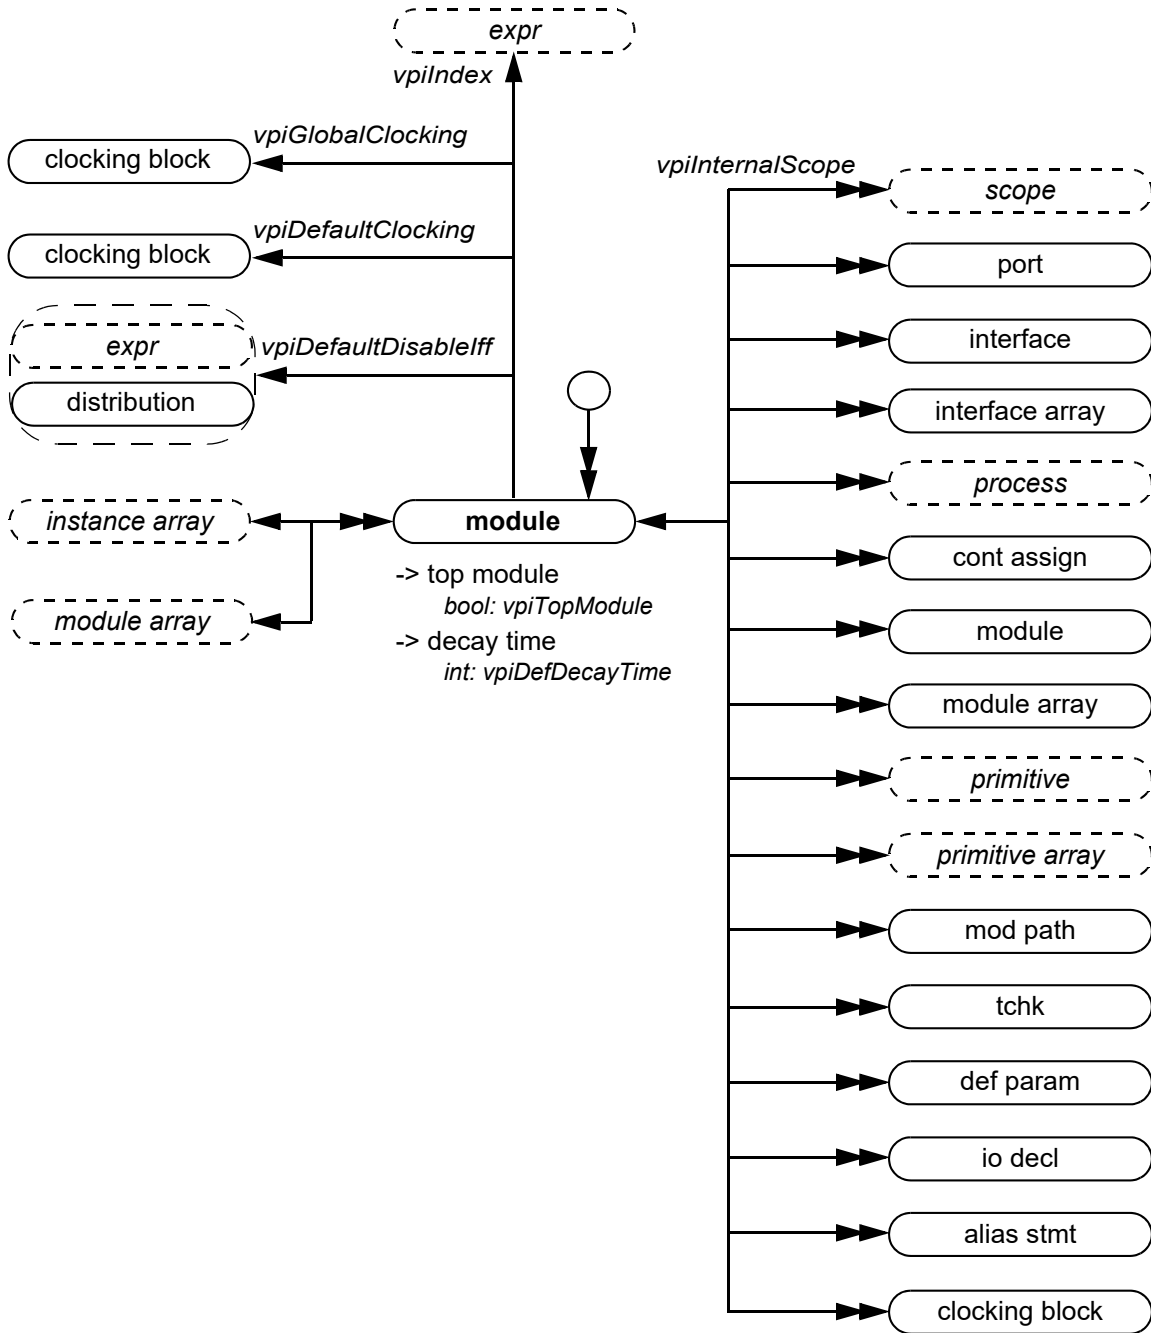 expr
vpiIndex
vpiGlobalClocking
clocking block
vpiDefaultClocking
clocking block
expr
vpiDefaultDisableIff
distribution
instance array
module array
module
-> top module
bool: vpiTopModule
-> decay time
int: vpiDefDecayTime
vpiInternalScope
scope
port
interface
interface array
process
cont assign
module
module array
primitive
primitive array
mod path
tchk
def param
io decl
alias stmt
clocking block